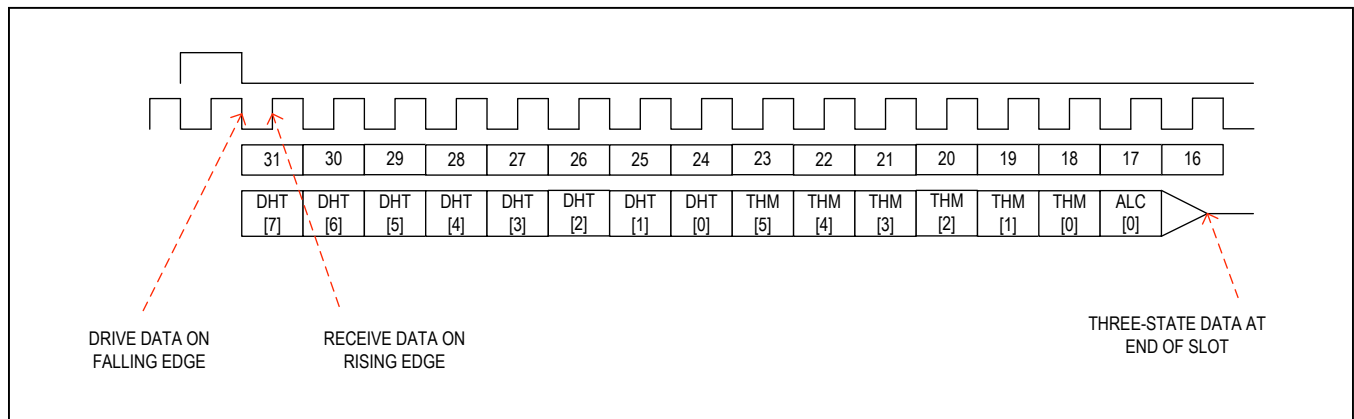 31 30 29 28 27 26 25 24 23 22 21 20 19 18 17 16
DHT DHT DHT DHT DHT DHT DHT DHT THM THM THM THM THM THM ALC
[7] [6] [5] [4] [3] [2] [1] [0] [5] [4] [3] [2] [1] [0] [0]
DRIVE DATA ON
FALLING EDGE
RECEIVE DATA ON
RISING EDGE
THREE-STATE DATA AT
END OF SLOT